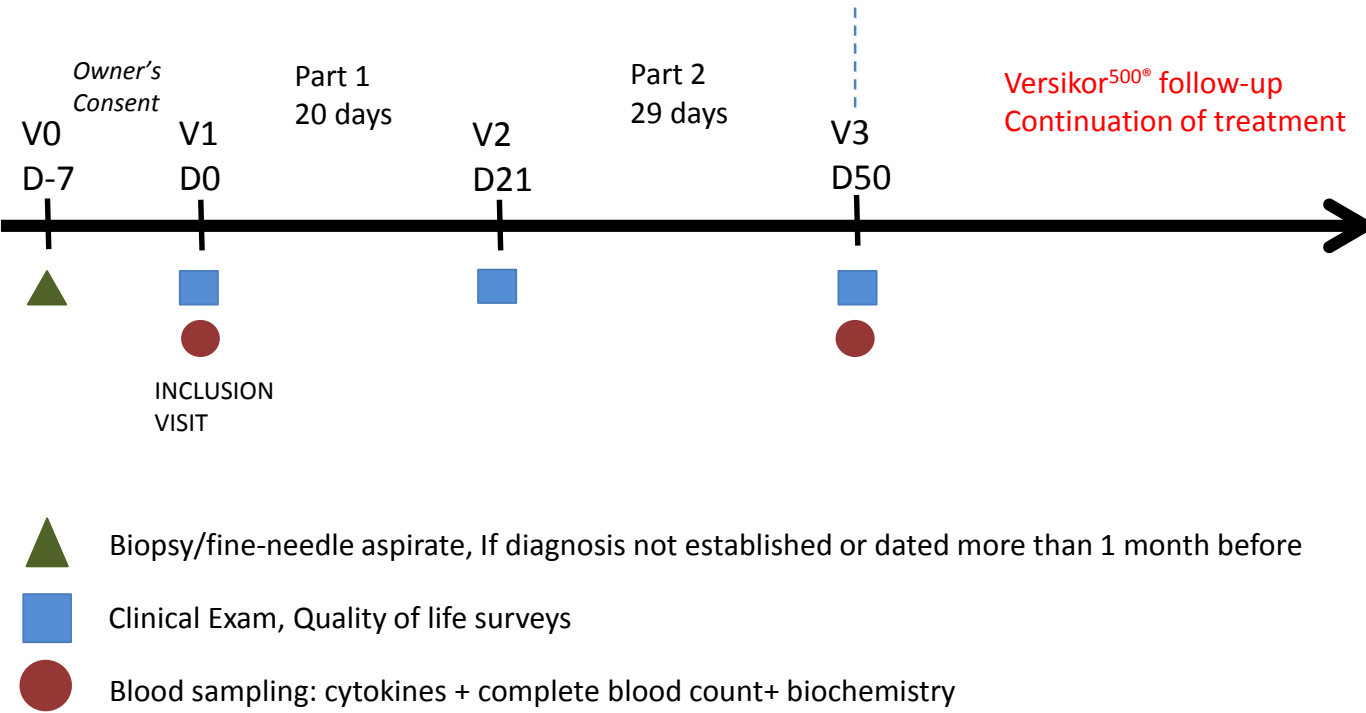 Owner's
Consent
Part 1
20 days
Part 2
29 days
Versikor500® follow-up
Continuation of treatment
V0
V1
V2
V3
D-7
D0
D21
D50
INCLUSION
VISIT
Biopsy/fine-needle aspirate, If diagnosis not established or dated more than 1 month before
Clinical Exam, Quality of life surveys
Blood sampling: cytokines + complete blood count+ biochemistry